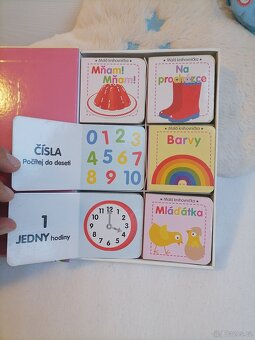 Malá knihovnička
Mňam!
Mňam!
Malá knihovnička
Na
procházce
ČÍSLA
Počítej do deseti
1 2 3
4 5 6
7 8 9
8 10
Malá knihovnička
Barvy
1
JEDNY hodiny
Malá knihovnička
Mláďátka